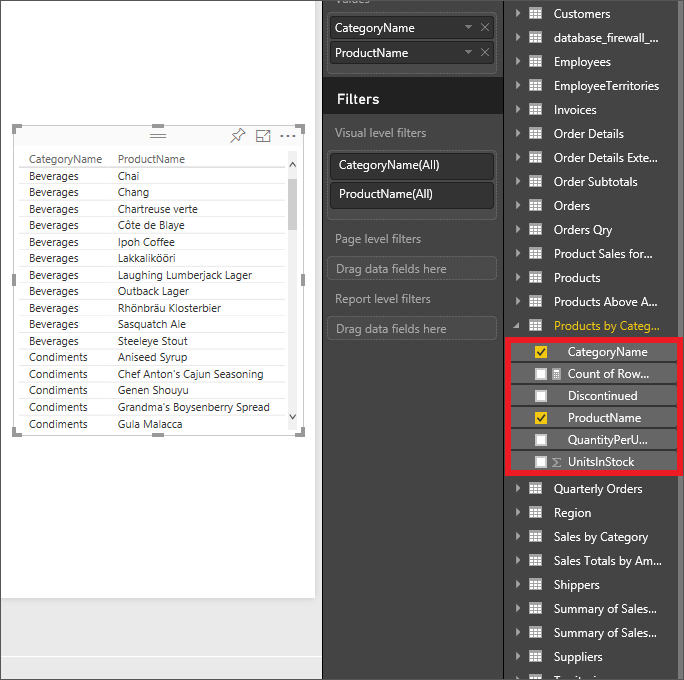 CategoryName ProductName
Beverages Chai
Beverages Chang
Beverages Chartreuse verte
Beverages Côte de Blaye
Beverages Ipoh Coffee
Beverages Lakkalikööri
Beverages Laughing Lumberjack Lager
Beverages Outback Lager
Beverages Rhönbräu Klosterbier
Beverages Sasquatch Ale
Beverages Steeleye Stout
Condiments Aniseed Syrup
Condiments Chef Anton's Cajun Seasoning
Condiments Genen Shouyu
Condiments Grandma's Boysenberry Spread
Condiments Gula Malacca
Values
CategoryName
ProductName
Filters
Visual level filters
CategoryName(All)
ProductName(All)
Page level filters
Drag data fields here
Report level filters
Drag data fields here
Customers
database_firewall_...
Employees
EmployeeTerritories
Invoices
Order Details
Order Details Exte...
Order Subtotals
Orders
Orders Qry
Product Sales for...
Products
Products Above A...
Products by Categ...
CategoryName
Count of Row...
Discontinued
ProductName
QuantityPerU...
UnitsInStock
Quarterly Orders
Region
Sales by Category
Sales Totals by Am...
Shippers
Summary of Sales...
Summary of Sales...
Suppliers